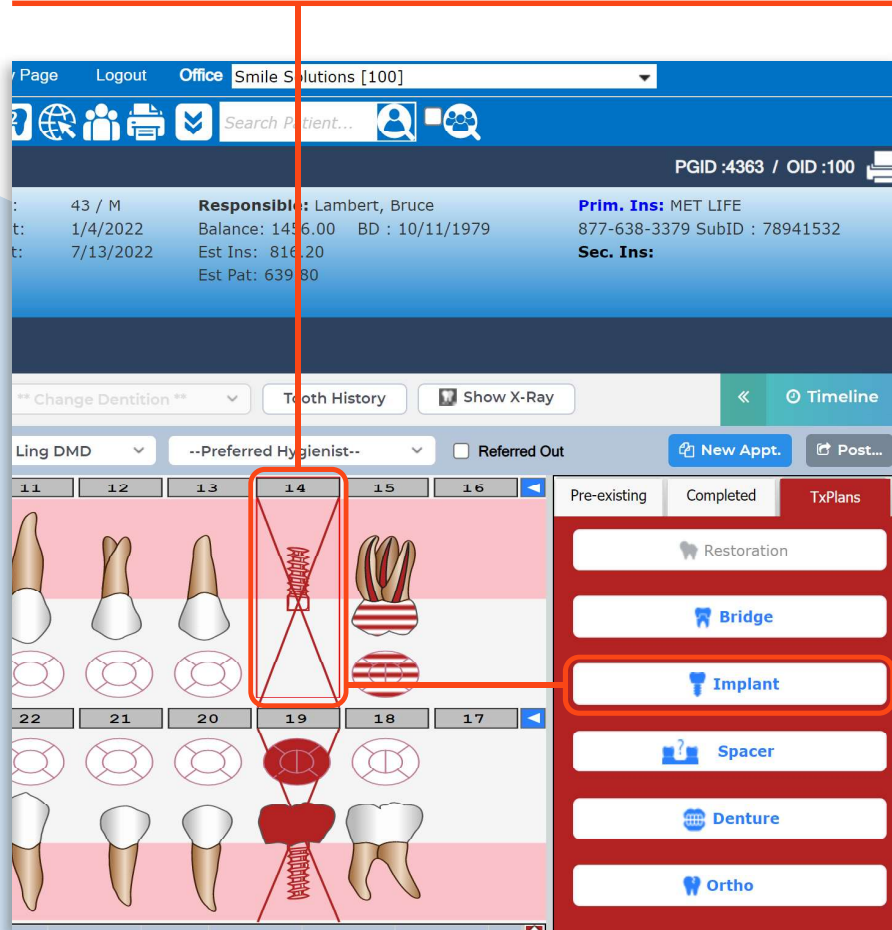 Page Logout Office Smile Solutions [100]
Search Patient...
PGID :4363 / OID :100
43 / M Responsible: Lambert, Bruce Prim. Ins: MET LIFE
t: 1/4/2022 Balance: 1456.00 BD : 10/11/1979 877-638-3379 SubID : 78941532
t: 7/13/2022 Est Ins: 816.20 Sec. Ins:
Est Pat: 639.80
** Change Dentition ** Tooth History Show X-Ray « Timeline
Ling DMD --Preferred Hygienist-- Referred Out New Appt. Post...
11 12 13 14 15 16
Pre-existing Completed TxPlans
Restoration
Bridge
Implant
22 21 20 19 18 17
? Spacer
Denture
Ortho